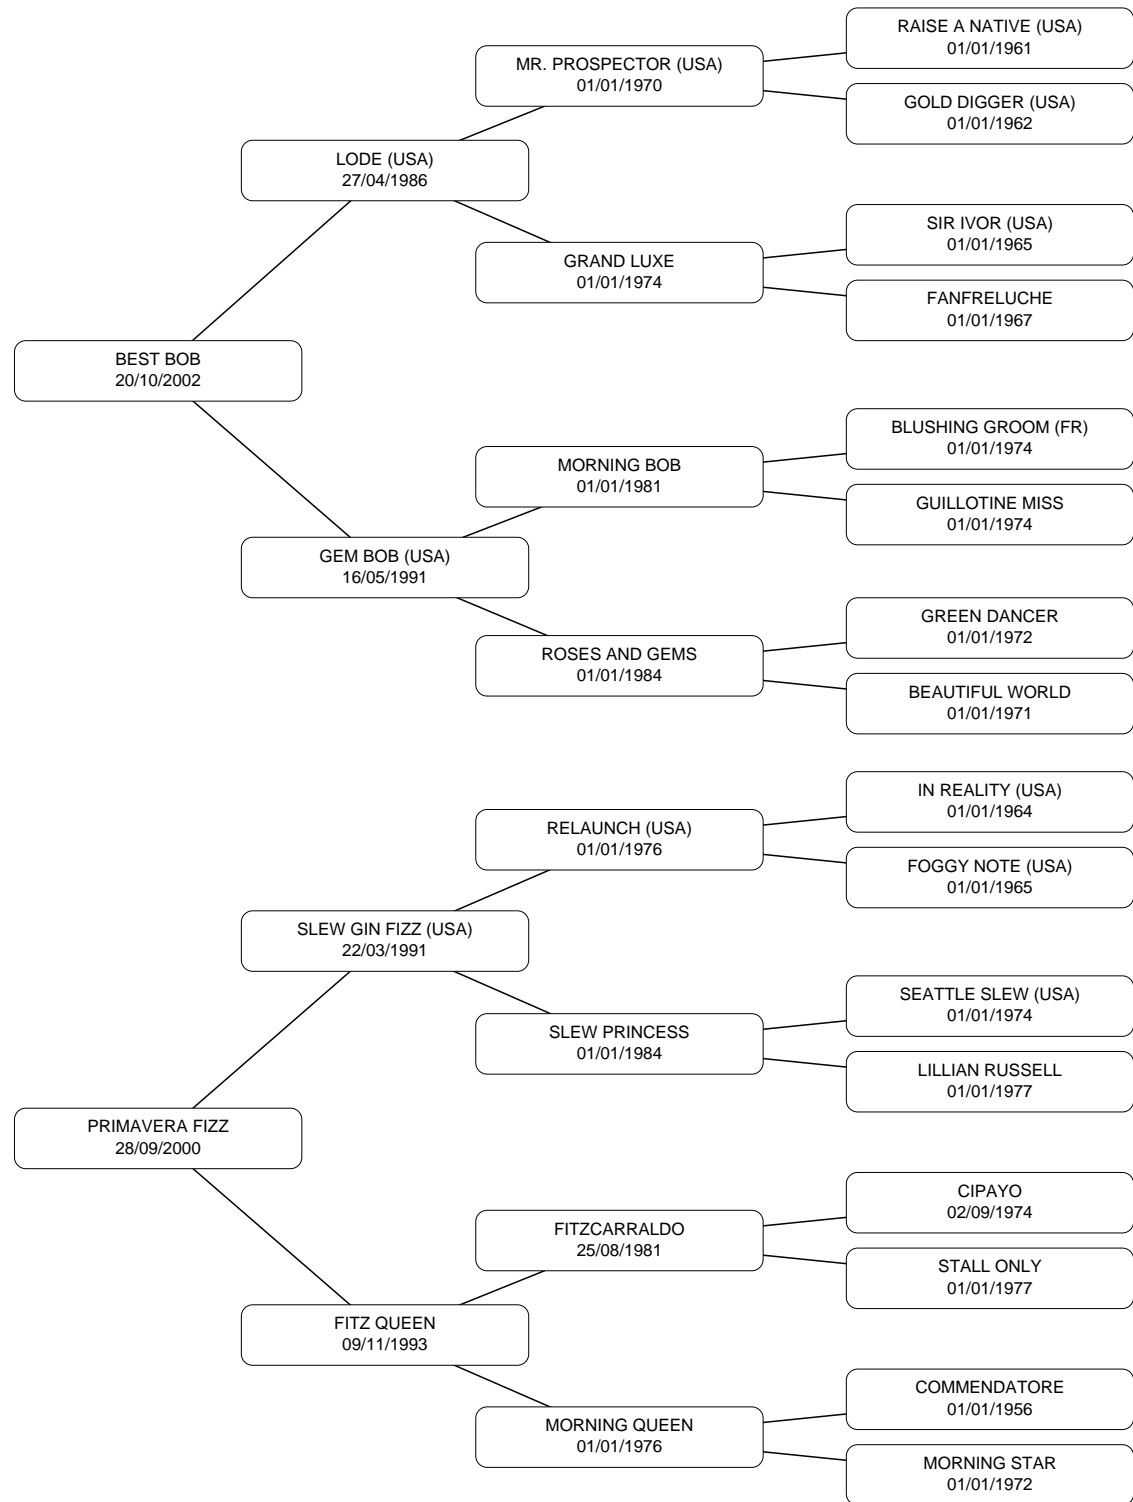 RAISE A NATIVE (USA)
01/01/1961
MR. PROSPECTOR (USA)
01/01/1970
GOLD DIGGER (USA)
01/01/1962
LODE (USA)
27/04/1986
SIR IVOR (USA)
01/01/1965
GRAND LUXE
01/01/1974
FANFRELUCHE
01/01/1967
BEST BOB
20/10/2002
BLUSHING GROOM (FR)
01/01/1974
MORNING BOB
01/01/1981
GUILLOTINE MISS
01/01/1974
GEM BOB (USA)
16/05/1991
GREEN DANCER
01/01/1972
ROSES AND GEMS
01/01/1984
BEAUTIFUL WORLD
01/01/1971
IN REALITY (USA)
01/01/1964
RELAUNCH (USA)
01/01/1976
FOGGY NOTE (USA)
01/01/1965
SLEW GIN FIZZ (USA)
22/03/1991
SEATTLE SLEW (USA)
01/01/1974
SLEW PRINCESS
01/01/1984
LILLIAN RUSSELL
01/01/1977
PRIMAVERA FIZZ
28/09/2000
CIPAYO
02/09/1974
FITZCARRALDO
25/08/1981
STALL ONLY
01/01/1977
FITZ QUEEN
09/11/1993
COMMENDATORE
01/01/1956
MORNING QUEEN
01/01/1976
MORNING STAR
01/01/1972